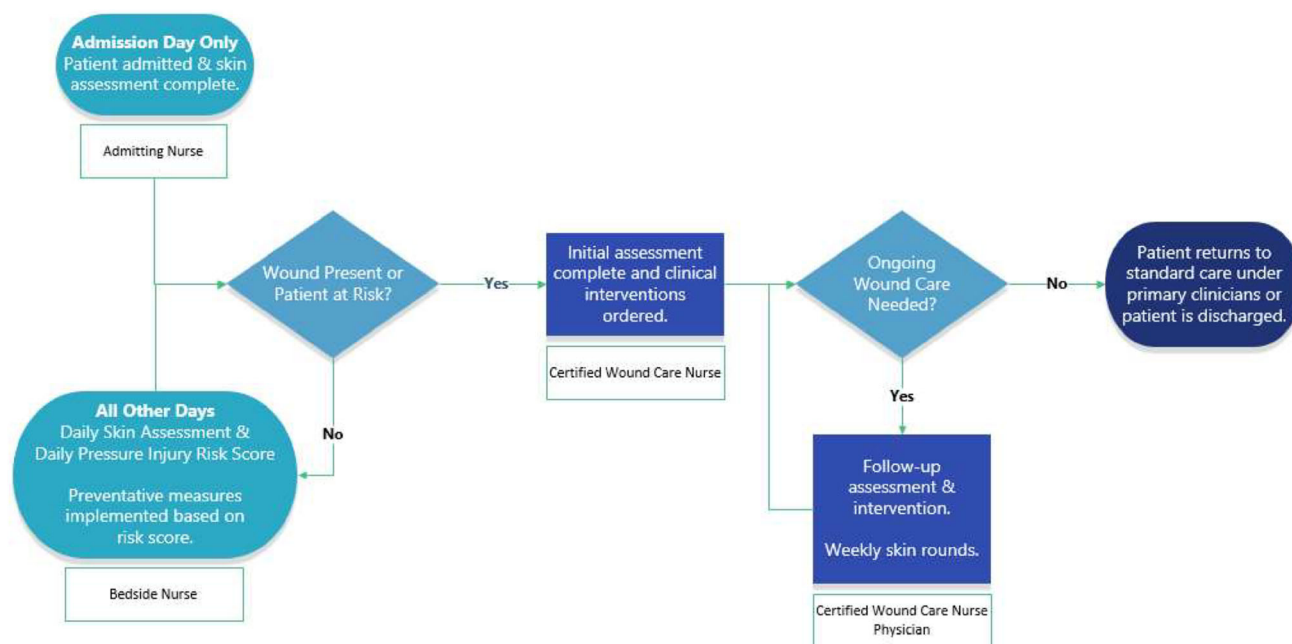 Admission Day Only
Patient admitted & skin
assessment complete.
Admitting Nurse
Wound Present or
Patient at Risk?
Yes
No
All Other Days
Daily Skin Assessment &
Daily Pressure Injury Risk Score
Preventative measures
implemented based on
risk score.
Bedside Nurse
Initial assessment
complete and clinical
interventions
ordered.
Certified Wound Care Nurse
Ongoing
Wound Care
Needed?
No
Patient returns to
standard care under
primary clinicians or
patient is discharged.
Yes
Follow-up
assessment &
intervention.
Weekly skin rounds.
Certified Wound Care Nurse
Physician